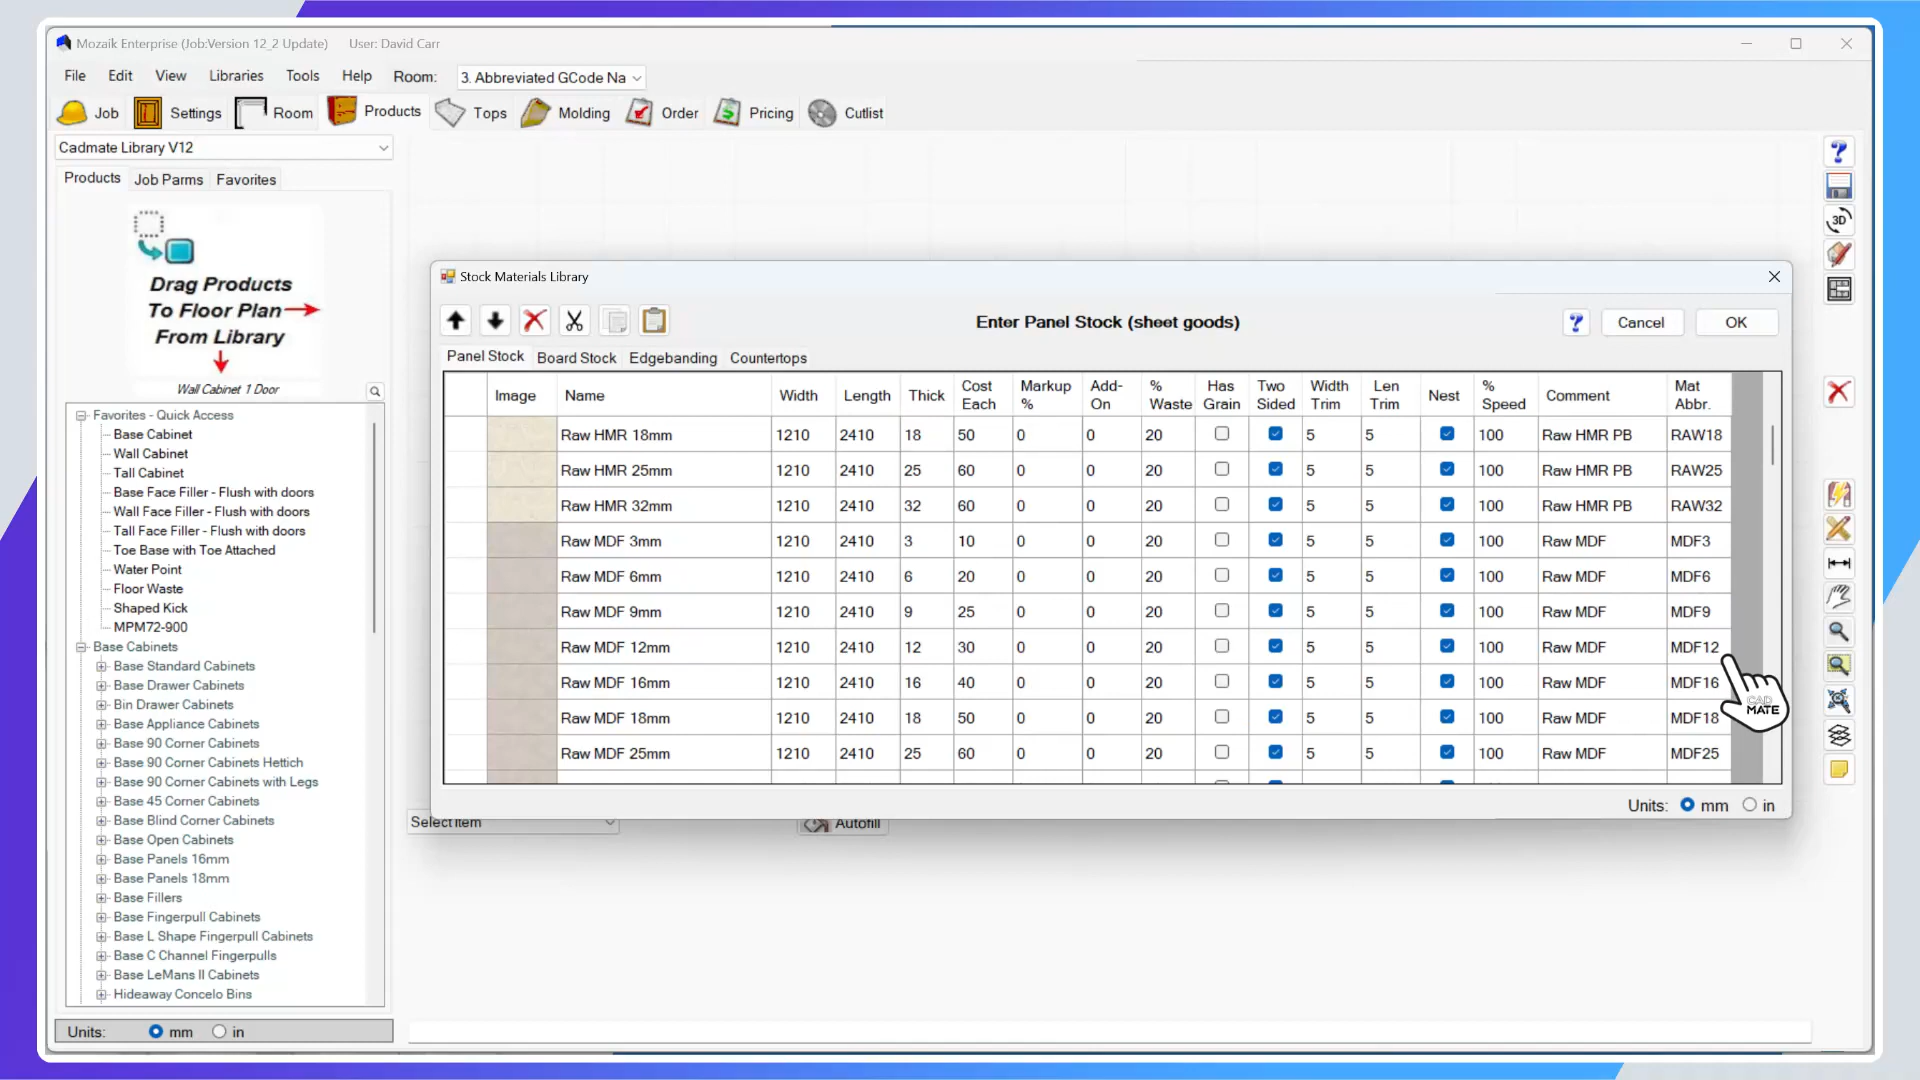 Mozaik Enterprise (Job:Version 12_2 Update) User: David Carr
File Edit View Libraries Tools Help Room: 3. Abbreviated GCode Na
Job Settings Room Products Tops Molding Order Pricing Cutlist
Cadmate Library V12
Products Job Parms Favorites
Drag Products
To Floor Plan
From Library
Wall Cabinet 1 Door
Favorites - Quick Access
Base Cabinet
Wall Cabinet
Tall Cabinet
Base Face Filler - Flush with doors
Wall Face Filler - Flush with doors
Tall Face Filler - Flush with doors
Toe Base with Toe Attached
Water Point
Floor Waste
Shaped Kick
MPM72-900
Base Cabinets
Base Standard Cabinets
Base Drawer Cabinets
Bin Drawer Cabinets
Base Appliance Cabinets
Base 90 Corner Cabinets
Base 90 Corner Cabinets Hettich
Base 90 Corner Cabinets with Legs
Base 45 Corner Cabinets
Base Blind Corner Cabinets
Base Open Cabinets
Base Panels 16mm
Base Panels 18mm
Base Fillers
Base Fingerpull Cabinets
Base L Shape Fingerpull Cabinets
Base C Channel Fingerpulls
Base LeMans II Cabinets
Hideaway Concelo Bins
Units: mm in
Stock Materials Library
Enter Panel Stock (sheet goods)
? Cancel OK
Panel Stock Board Stock Edgebanding Countertops
Image Name Width Length Thick Cost Each Markup % Add-On % Waste Has Grain Two Sided Width Trim Len Trim Nest % Speed Comment Mat Abbr.
Raw HMR 18mm 1210 2410 18 50 0 0 20 5 5 100 Raw HMR PB RAW18
Raw HMR 25mm 1210 2410 25 60 0 0 20 5 5 100 Raw HMR PB RAW25
Raw HMR 32mm 1210 2410 32 60 0 0 20 5 5 100 Raw HMR PB RAW32
Raw MDF 3mm 1210 2410 3 10 0 0 20 5 5 100 Raw MDF MDF3
Raw MDF 6mm 1210 2410 6 20 0 0 20 5 5 100 Raw MDF MDF6
Raw MDF 9mm 1210 2410 9 25 0 0 20 5 5 100 Raw MDF MDF9
Raw MDF 12mm 1210 2410 12 30 0 0 20 5 5 100 Raw MDF MDF12
Raw MDF 16mm 1210 2410 16 40 0 0 20 5 5 100 Raw MDF MDF16
Raw MDF 18mm 1210 2410 18 50 0 0 20 5 5 100 Raw MDF MDF18
Raw MDF 25mm 1210 2410 25 60 0 0 20 5 5 100 Raw MDF MDF25
Units: mm in
Select Item Autofill
CAD
MATE
?
3D